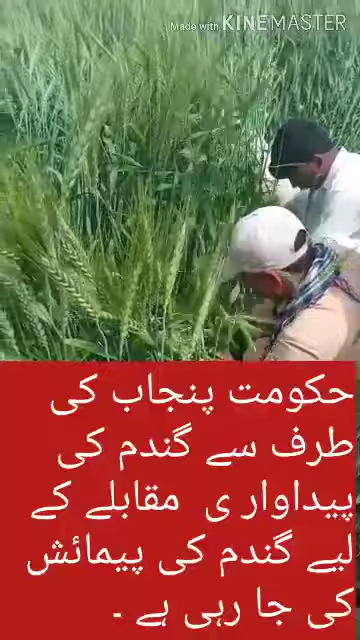 Made with KINEMASTER
حکومت پنجاب کی
طرف سے گندم کی
پیداوار ی مقابلے کے
لیے گندم کی پیمائش
کی جا رہی ہے ۔